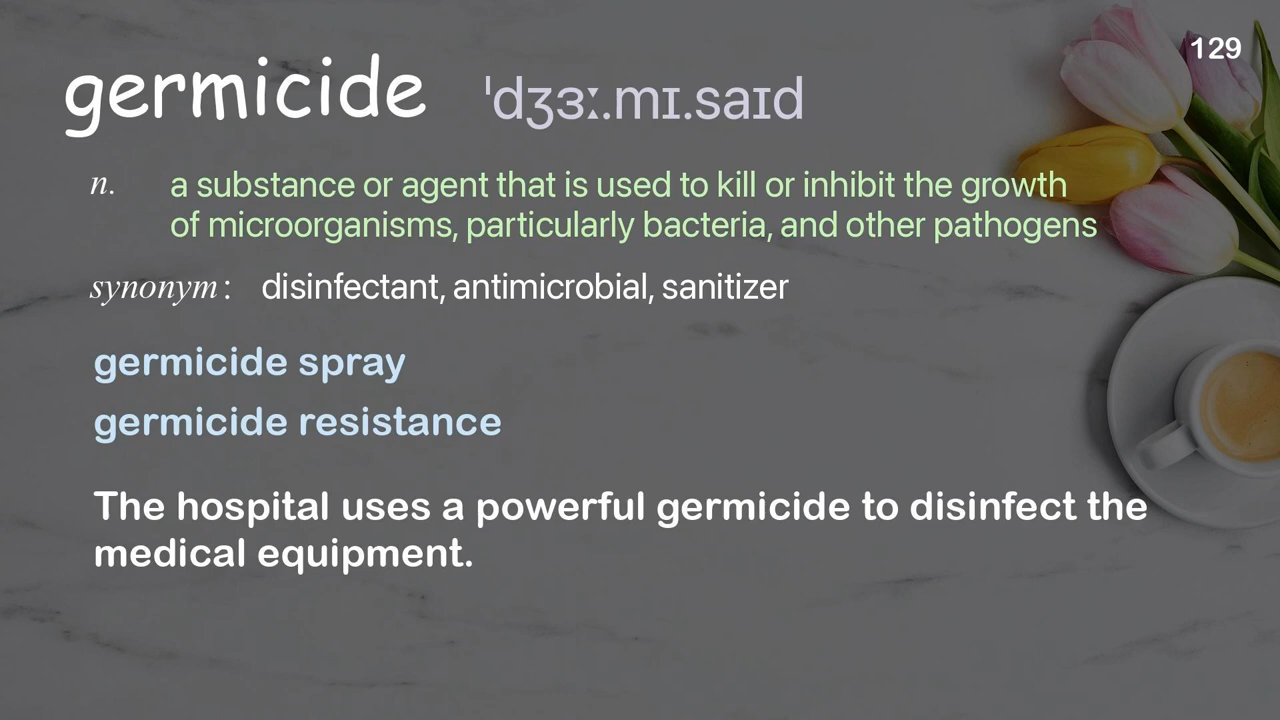 129
germicide ˈdʒɜː.mɪ.saɪd
n. a substance or agent that is used to kill or inhibit the growth
of microorganisms, particularly bacteria, and other pathogens
synonym : disinfectant, antimicrobial, sanitizer
germicide spray
germicide resistance
The hospital uses a powerful germicide to disinfect the
medical equipment.